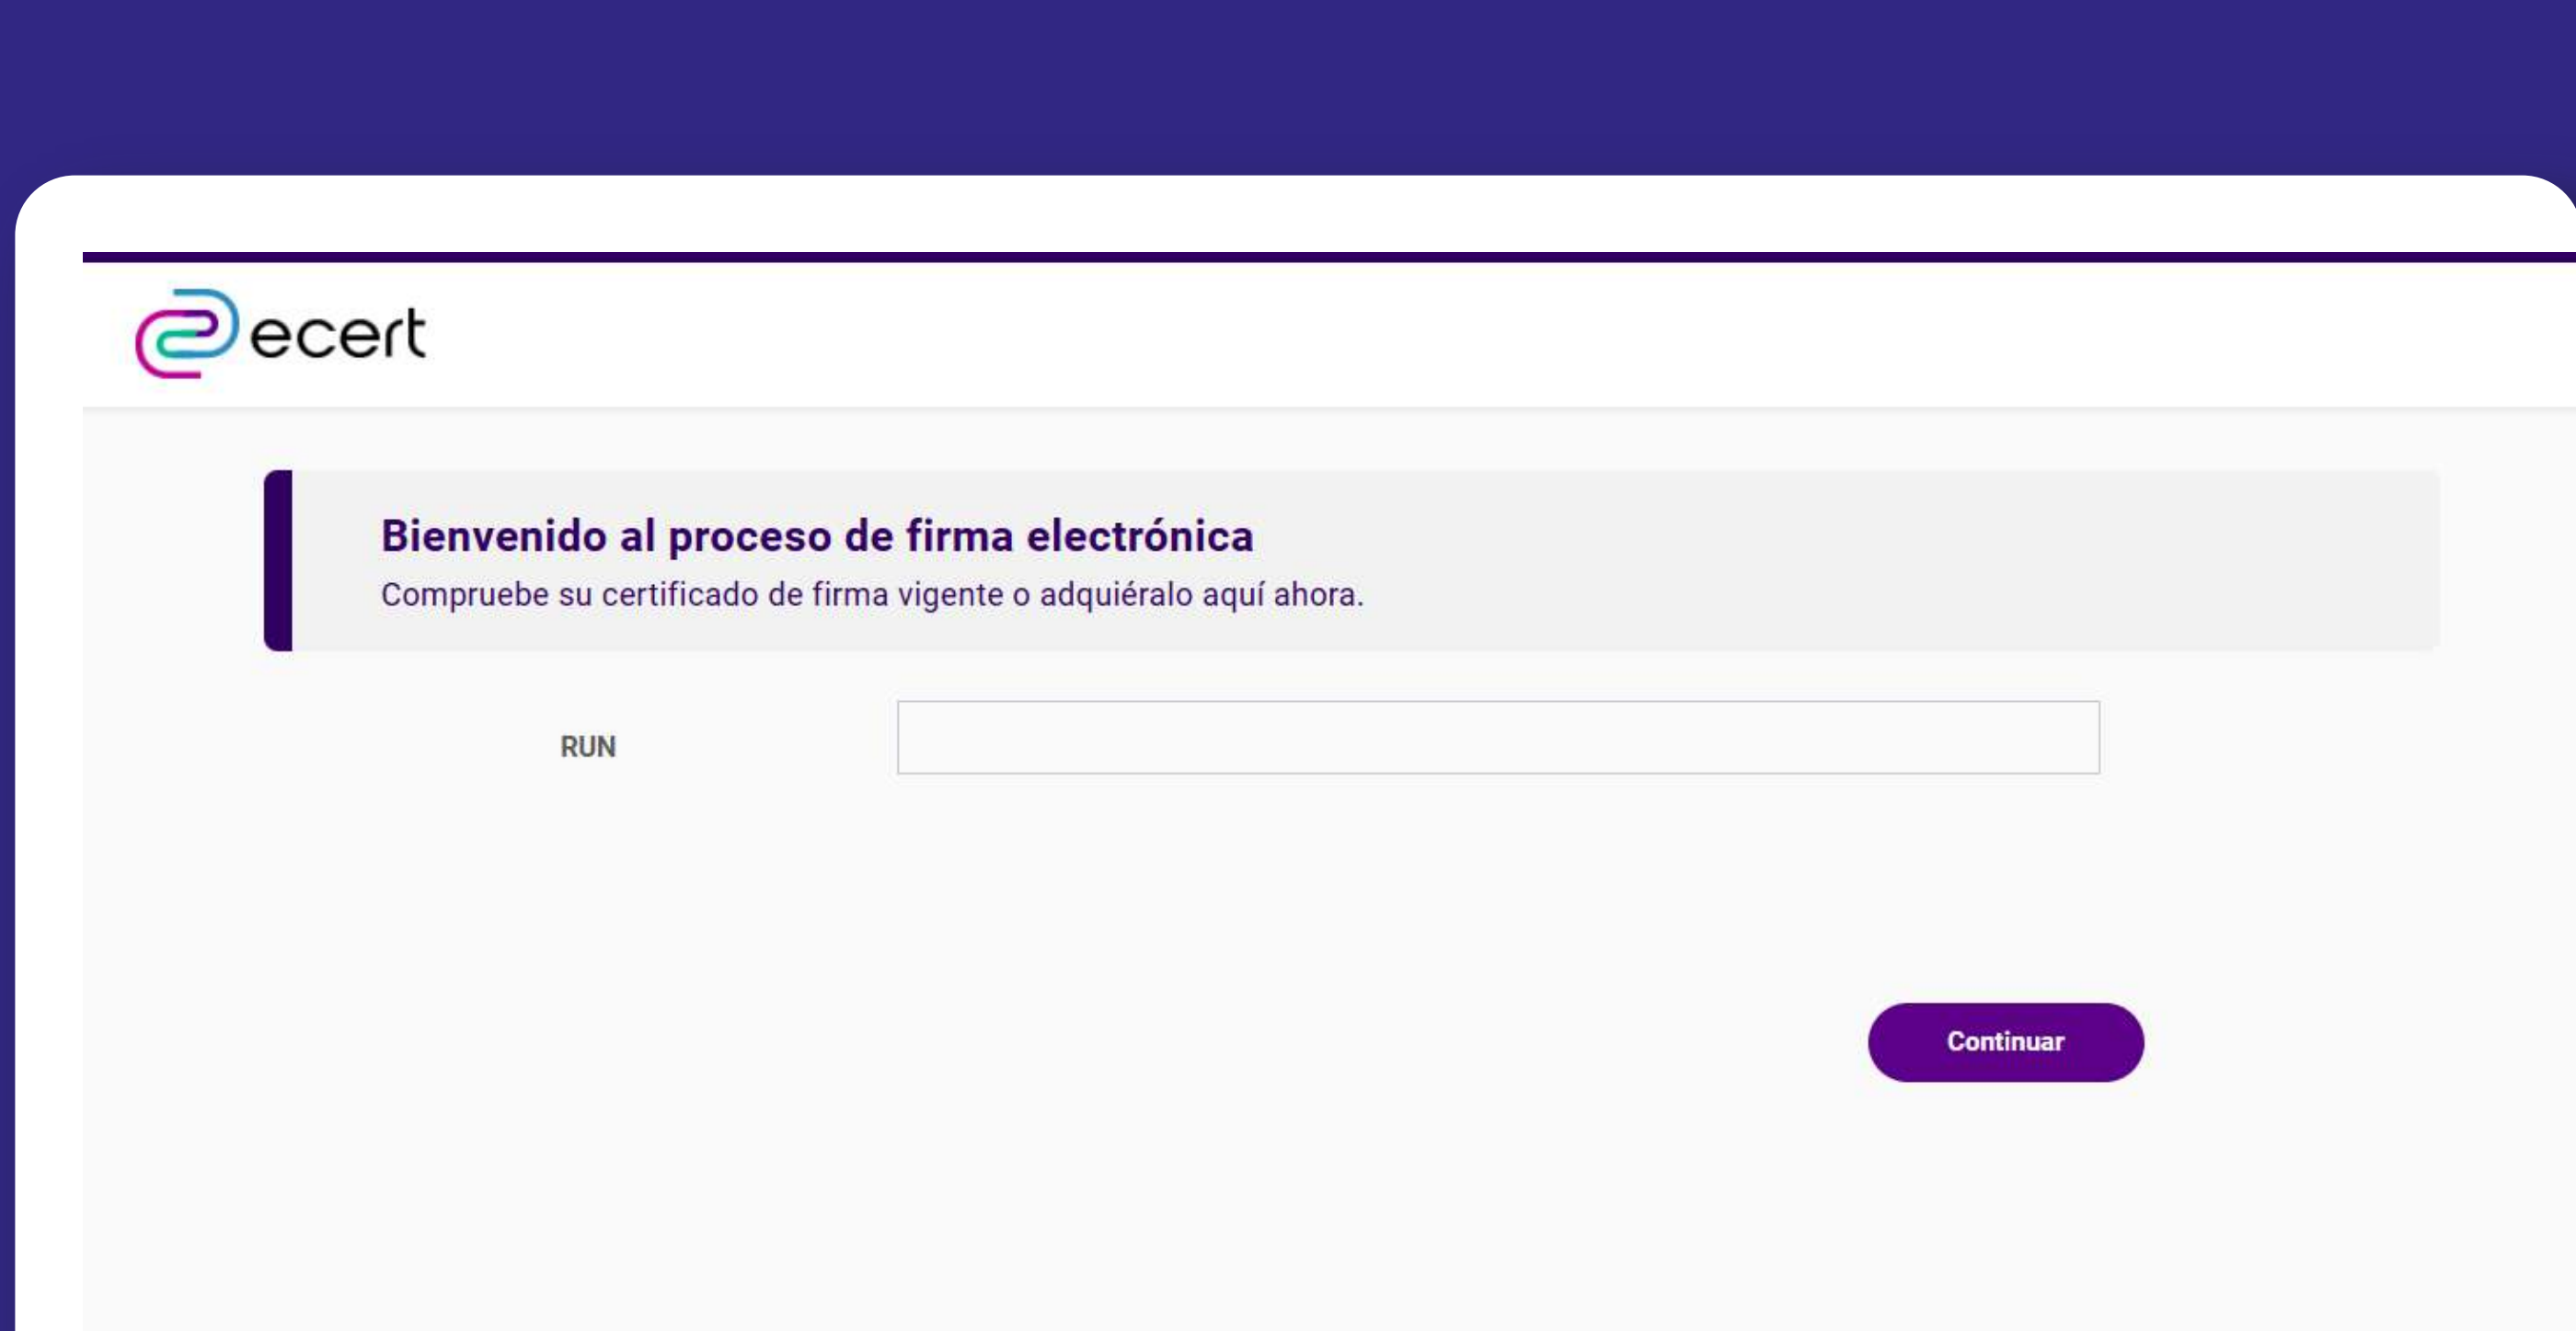 ecert
Bienvenido al proceso de firma electrónica
Compruebe su certificado de firma vigente o adquiéralo aquí ahora.
RUN
Continuar